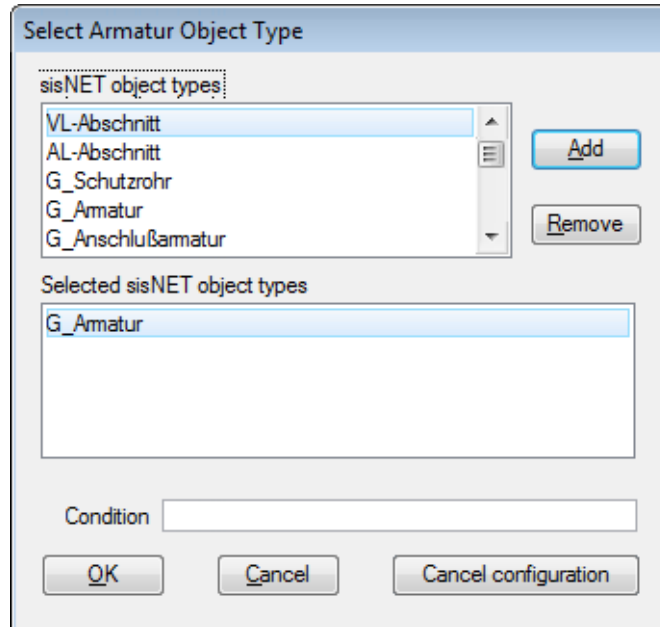 Select Armatur Object Type
sisNET object types
VL-Abschnitt
AL-Abschnitt
G_Schutzrohr
G_Armatur
G_Anschlußarmatur
Add
Remove
Selected sisNET object types
G_Armatur
Condition
OK
Cancel
Cancel configuration